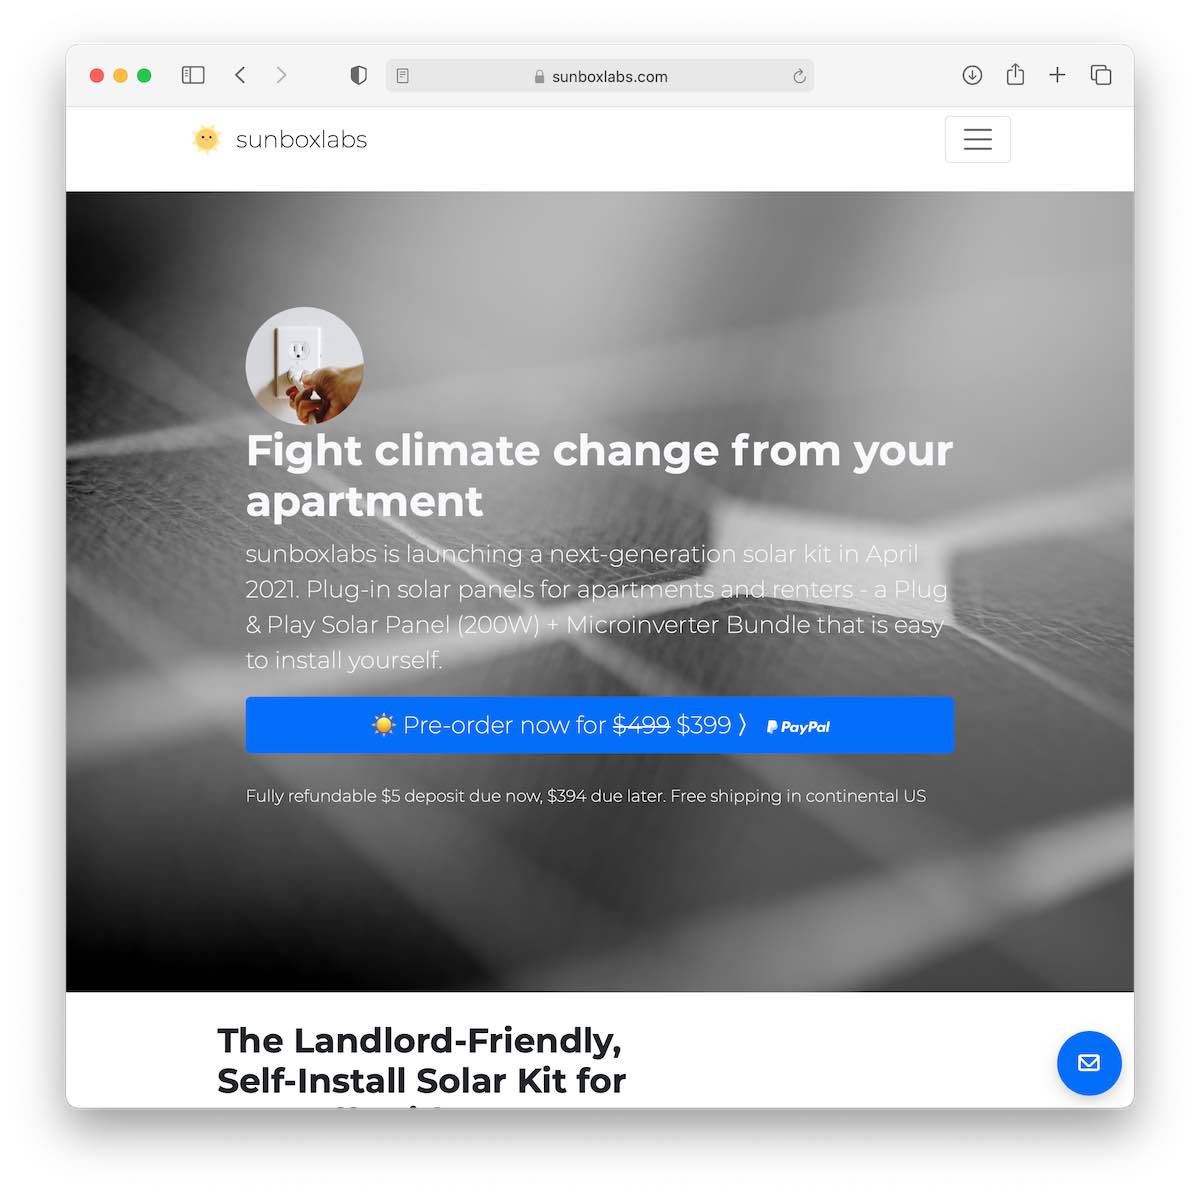 sunboxlabs.com
sunboxlabs
Fight climate change from your
apartment
sunboxlabs is launching a next-generation solar kit in April
2021. Plug-in solar panels for apartments and renters - a Plug
& Play Solar Panel (200W) + Microinverter Bundle that is easy
to install yourself.
Pre-order now for $499 $399 〉 PayPal
Fully refundable $5 deposit due now, $394 due later. Free shipping in continental US
The Landlord-Friendly,
Self-Install Solar Kit for